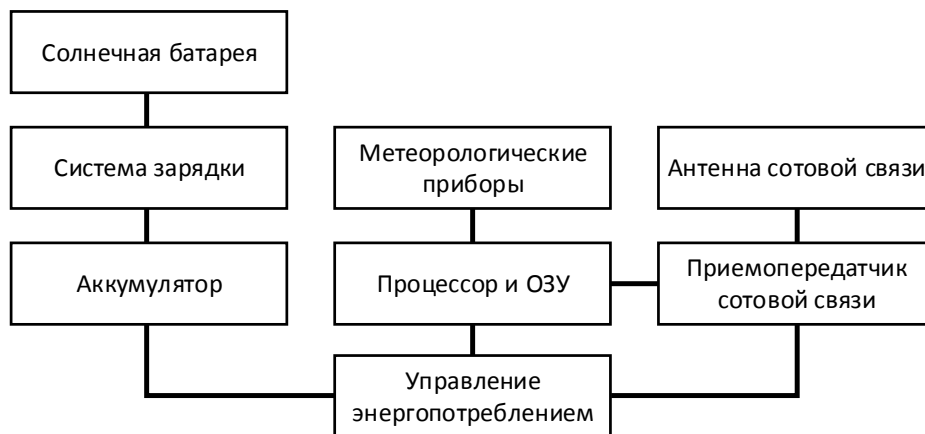 Солнечная батарея
Система зарядки
Метеорологические
приборы
Антенна сотовой связи
Аккумулятор
Процессор и ОЗУ
Приемопередатчик
сотовой связи
Управление
энергопотреблением